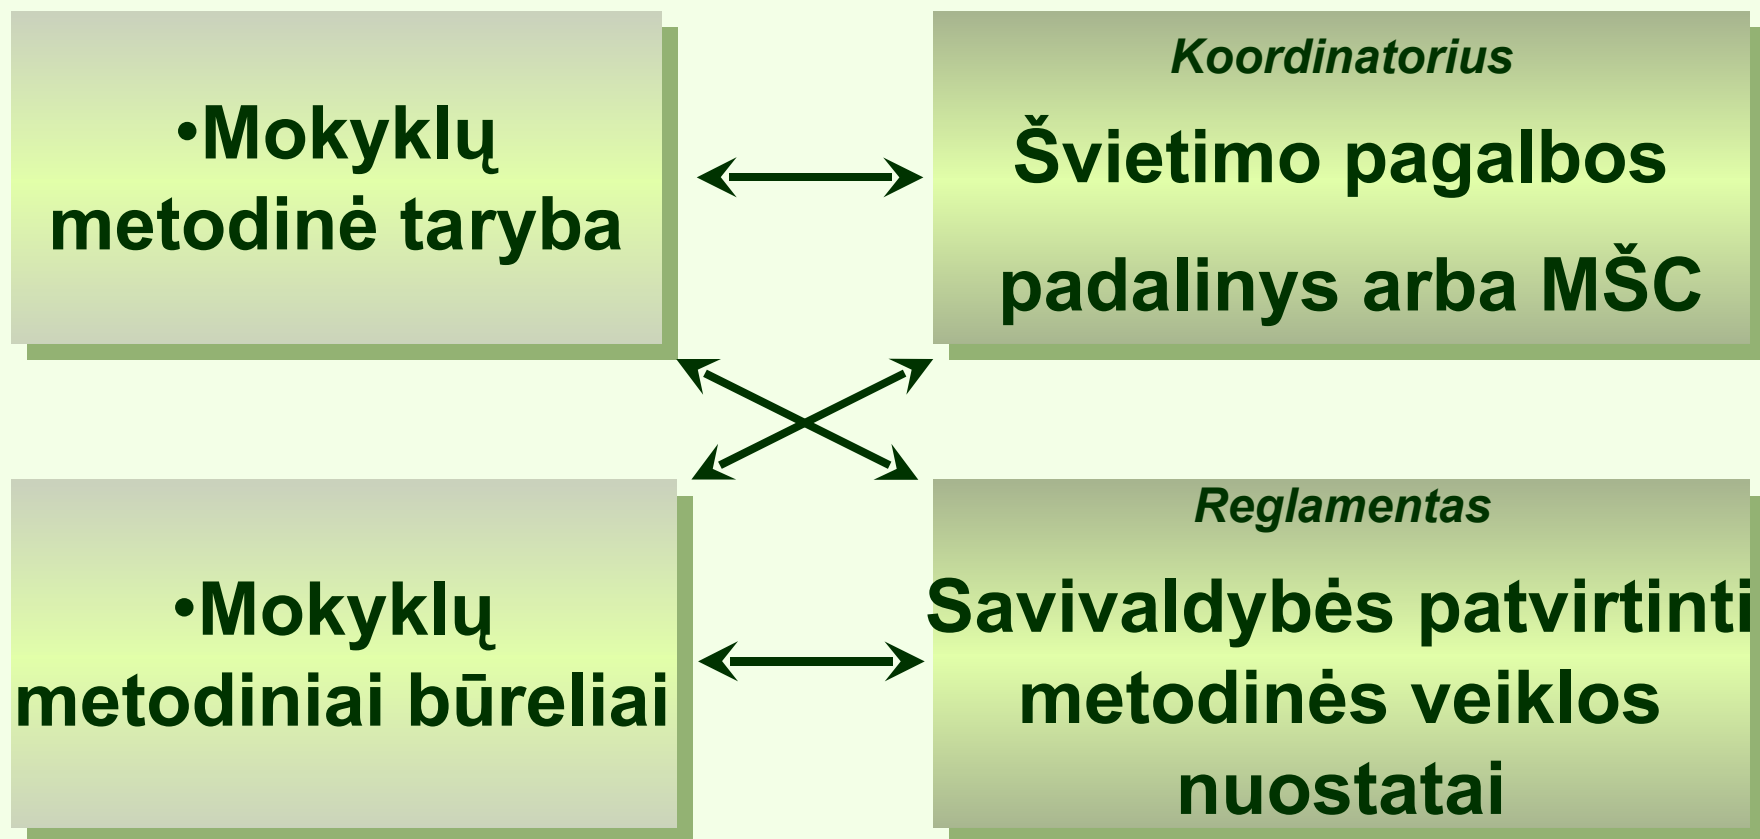 •Mokyklų
metodinė taryba
Koordinatorius
Švietimo pagalbos
padalinys arba MŠC
•Mokyklų
metodiniai būreliai
Reglamentas
Savivaldybės patvirtinti
metodinės veiklos
nuostatai